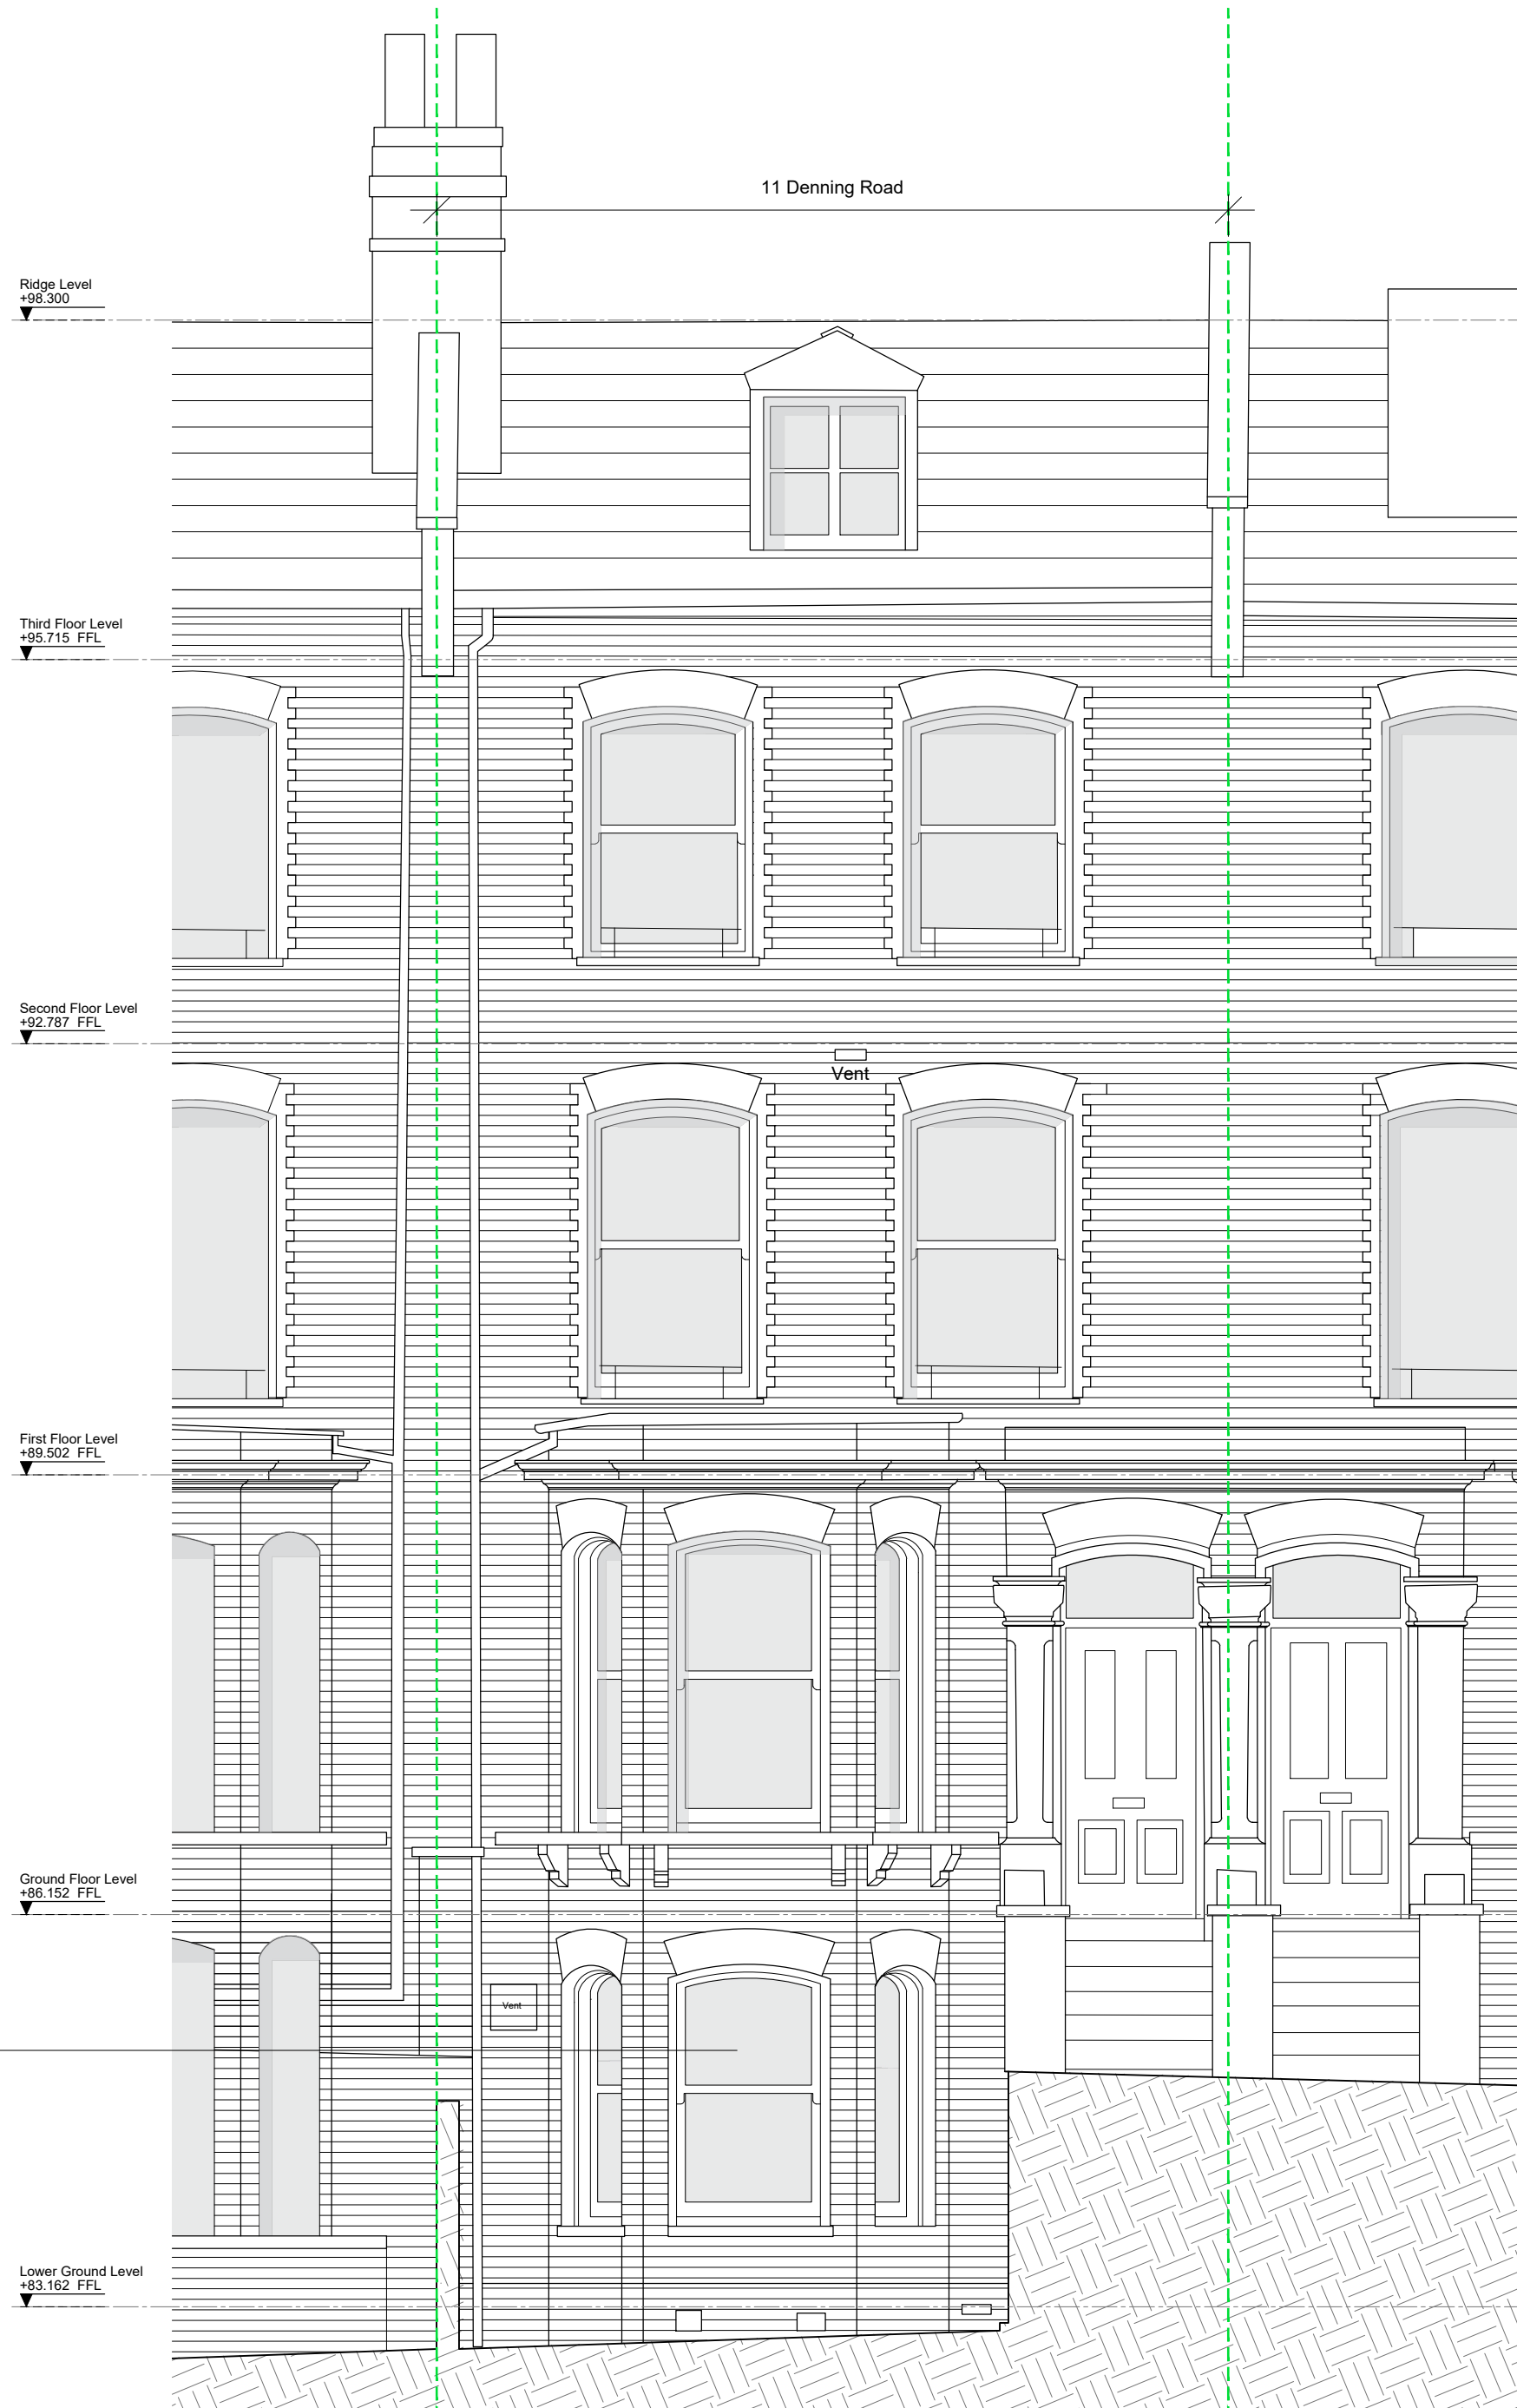 11 Denning Road
Ridge Level
+98.300
Third Floor Level
+95.715 FFL
Second Floor Level
+92.787 FFL
Vent
First Floor Level
+89.502 FFL
Ground Floor Level
+86.152 FFL
Vent
Lower Ground Level
+83.162 FFL